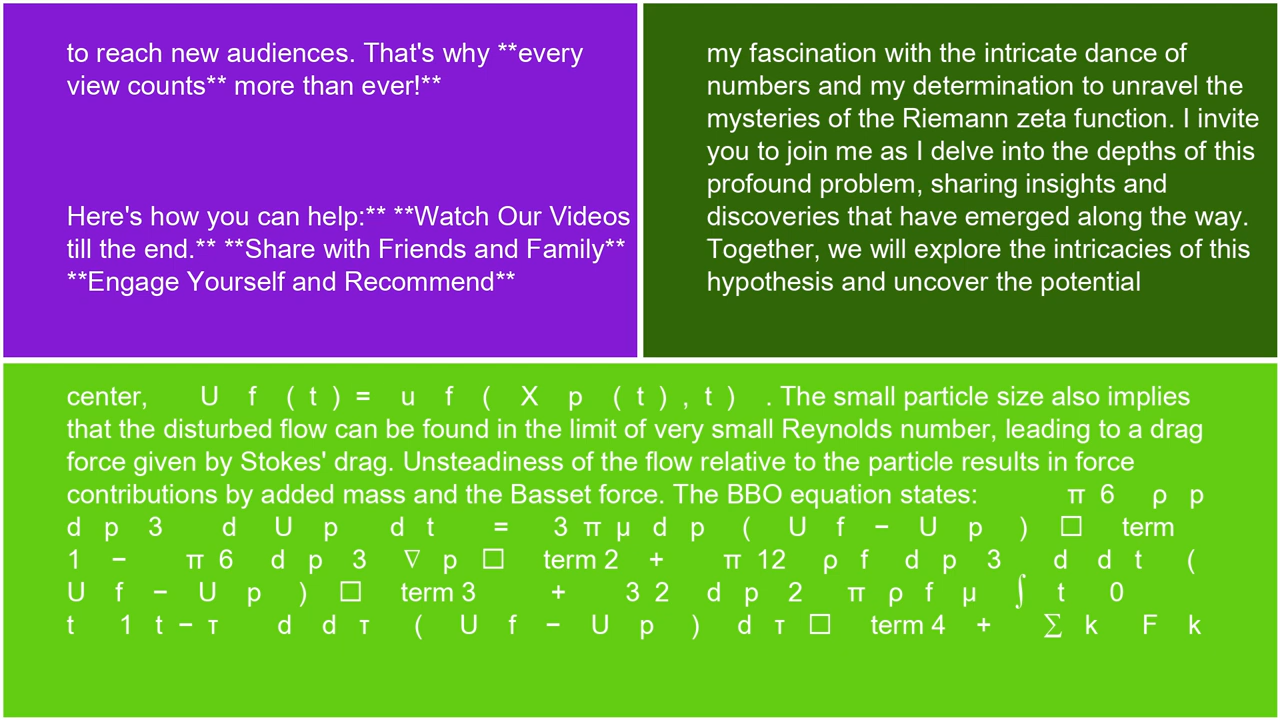 to reach new audiences. That's why **every
view counts** more than ever!**
Here's how you can help:** **Watch Our Videos
till the end.** **Share with Friends and Family**
**Engage Yourself and Recommend**
my fascination with the intricate dance of
numbers and my determination to unravel the
mysteries of the Riemann zeta function. I invite
you to join me as I delve into the depths of this
profound problem, sharing insights and
discoveries that have emerged along the way.
Together, we will explore the intricacies of this
hypothesis and uncover the potential
center, U f ( t ) = u f ( X p ( t ) , t ) . The small particle size also implies
that the disturbed flow can be found in the limit of very small Reynolds number, leading to a drag
force given by Stokes' drag. Unsteadiness of the flow relative to the particle results in force
contributions by added mass and the Basset force. The BBO equation states: π 6 ρ p
d p 3 d U p d t = 3 π μ d p ( U f − U p ) □ term
1 − π 6 d p 3 ∇ p □ term 2 + π 12 ρ f d p 3 d d t (
U f − U p ) □ term 3 + 3 2 d p 2 π ρ f μ ∫ t 0
t 1 t − τ d d τ ( U f − U p ) d τ □ term 4 + ∑ k F k